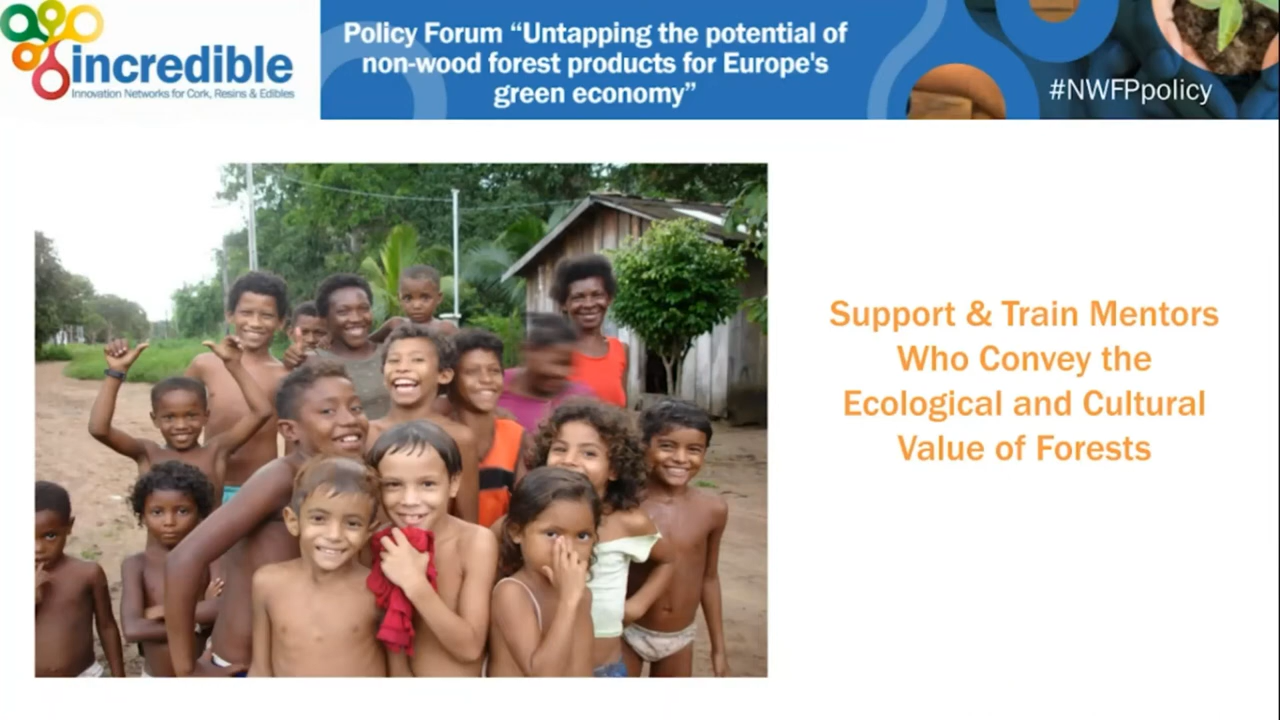 incredible
Innovation Networks for Cork, Resins & Edibles
Policy Forum “Untapping the potential of
non-wood forest products for Europe's
green economy”
#NWFPpolicy
Support & Train Mentors
Who Convey the
Ecological and Cultural
Value of Forests